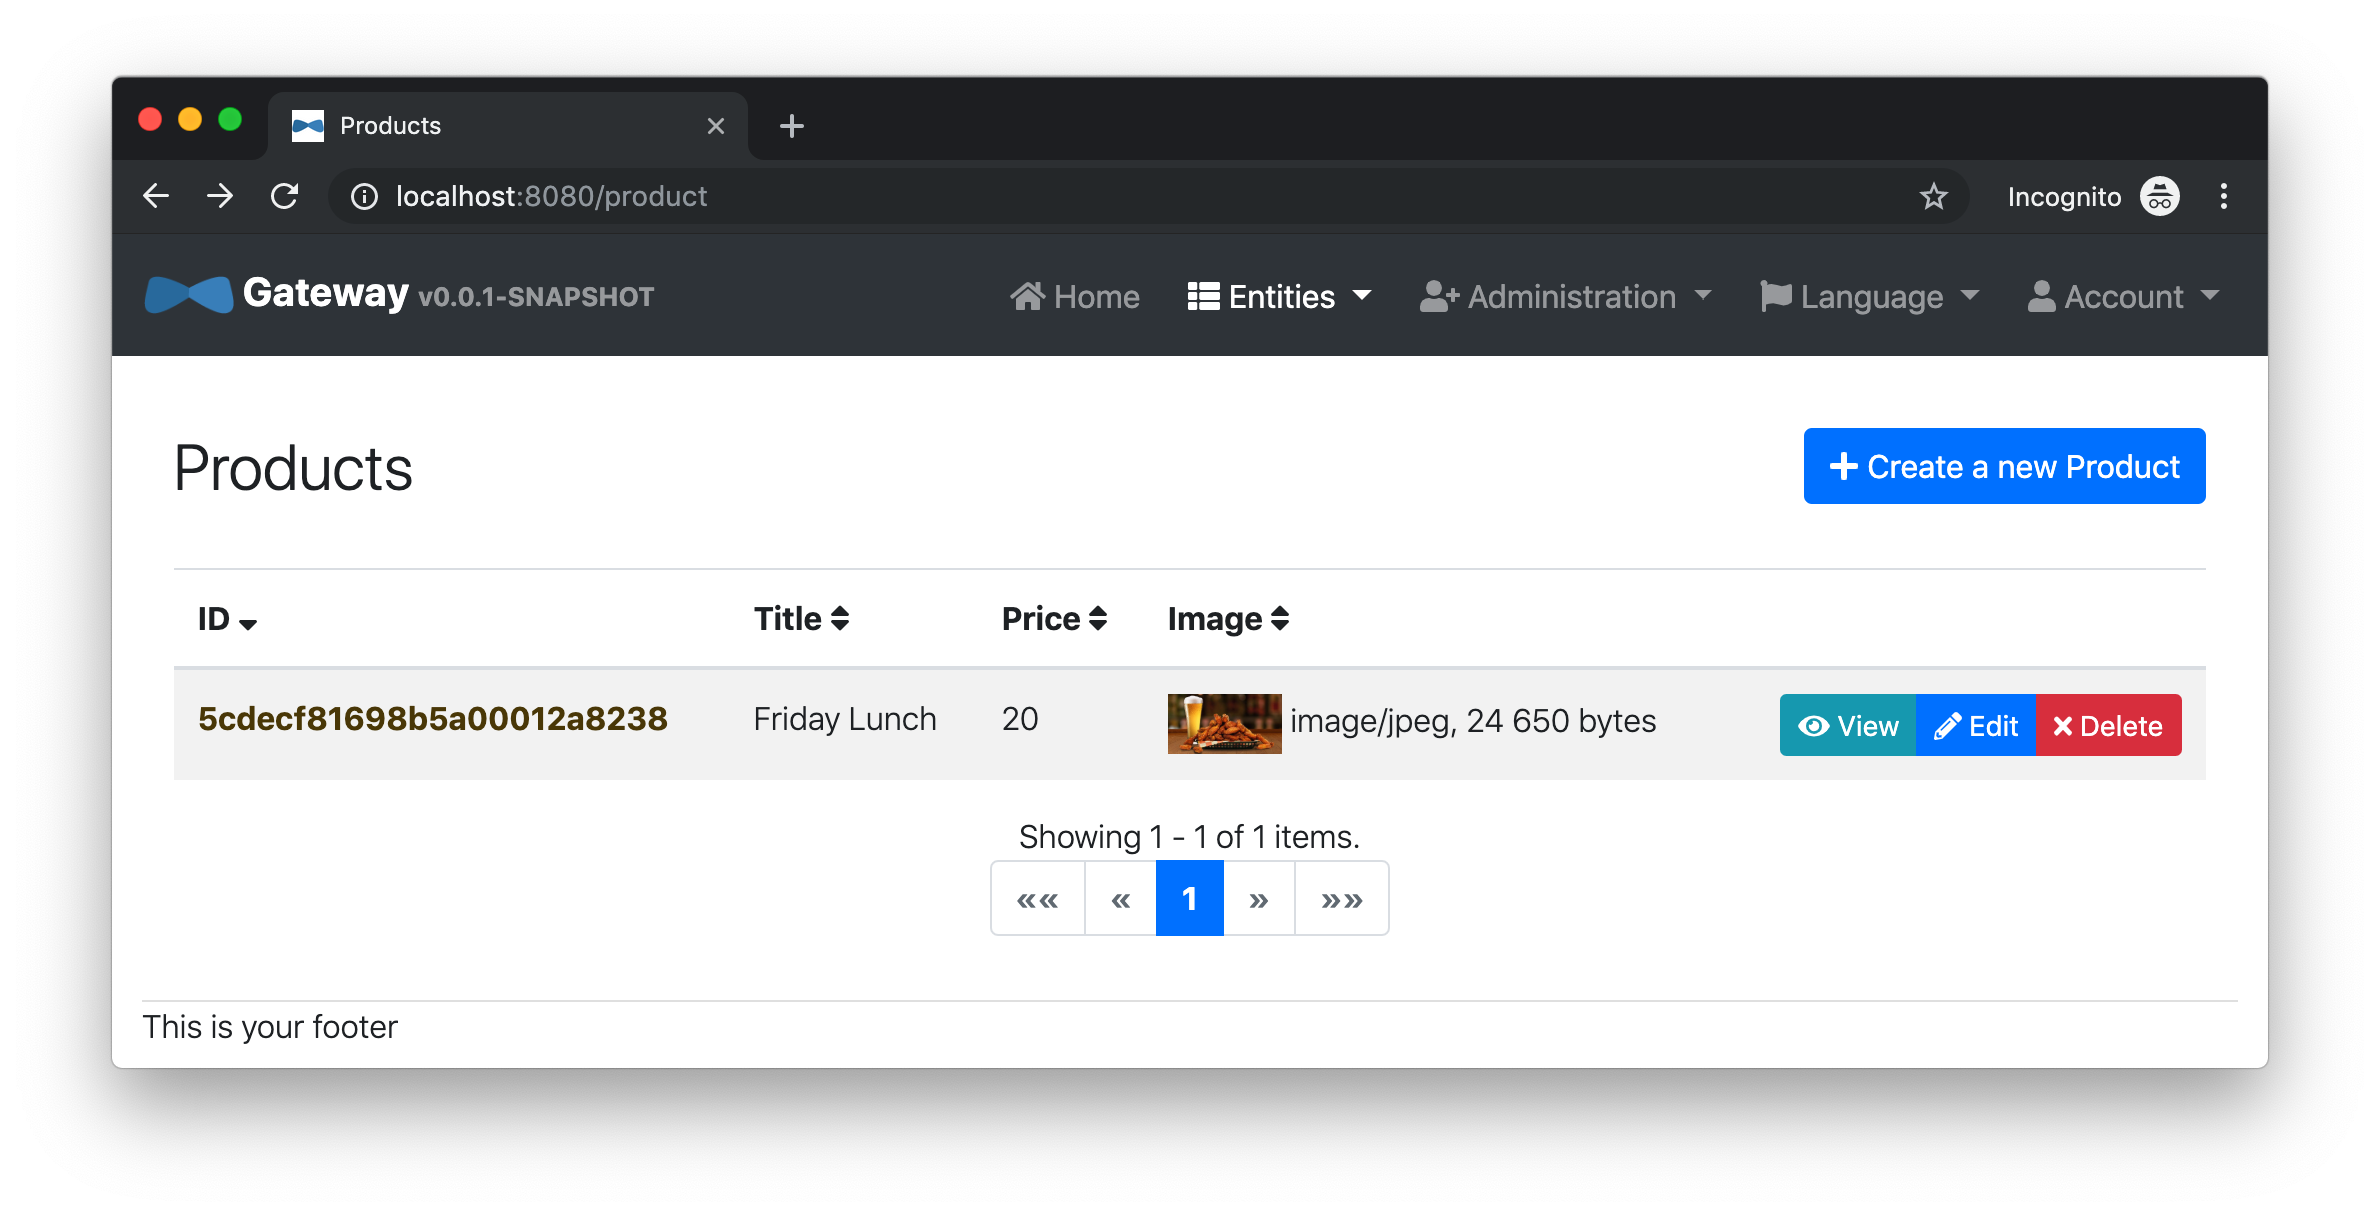 Products
localhost:8080/product
Incognito
Gateway v0.0.1-SNAPSHOT
Home Entities Administration Language Account
Products
Create a new Product
ID Title Price Image
5cdecf81698b5a00012a8238 Friday Lunch 20 image/jpeg, 24 650 bytes View Edit Delete
Showing 1 - 1 of 1 items.
«« « 1 » »»
This is your footer